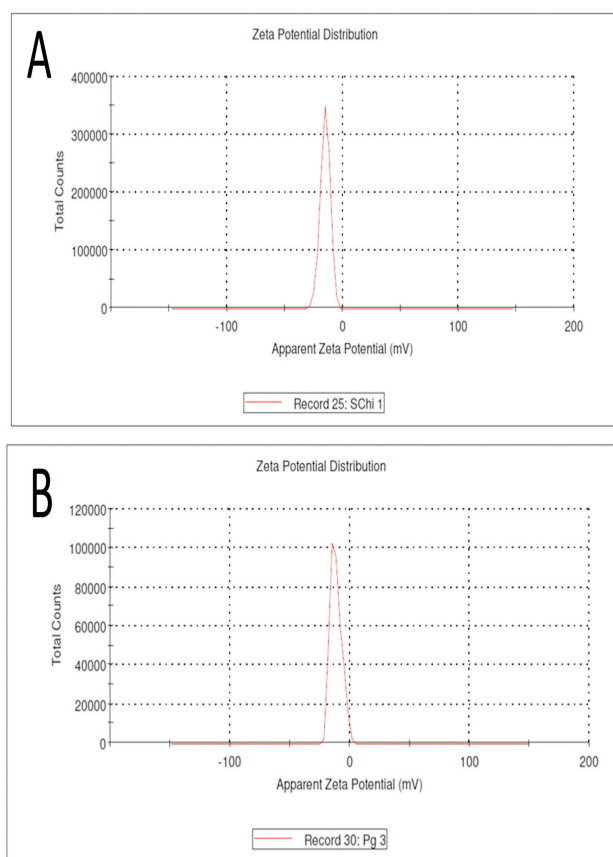 A
Zeta Potential Distribution
400000
300000
200000
100000
0
Total Counts
-100 0 100 200
Apparent Zeta Potential (mV)
Record 25: SChi 1
B
Zeta Potential Distribution
120000
100000
80000
60000
40000
20000
0
Total Counts
-100 0 100 200
Apparent Zeta Potential (mV)
Record 30: Pg 3